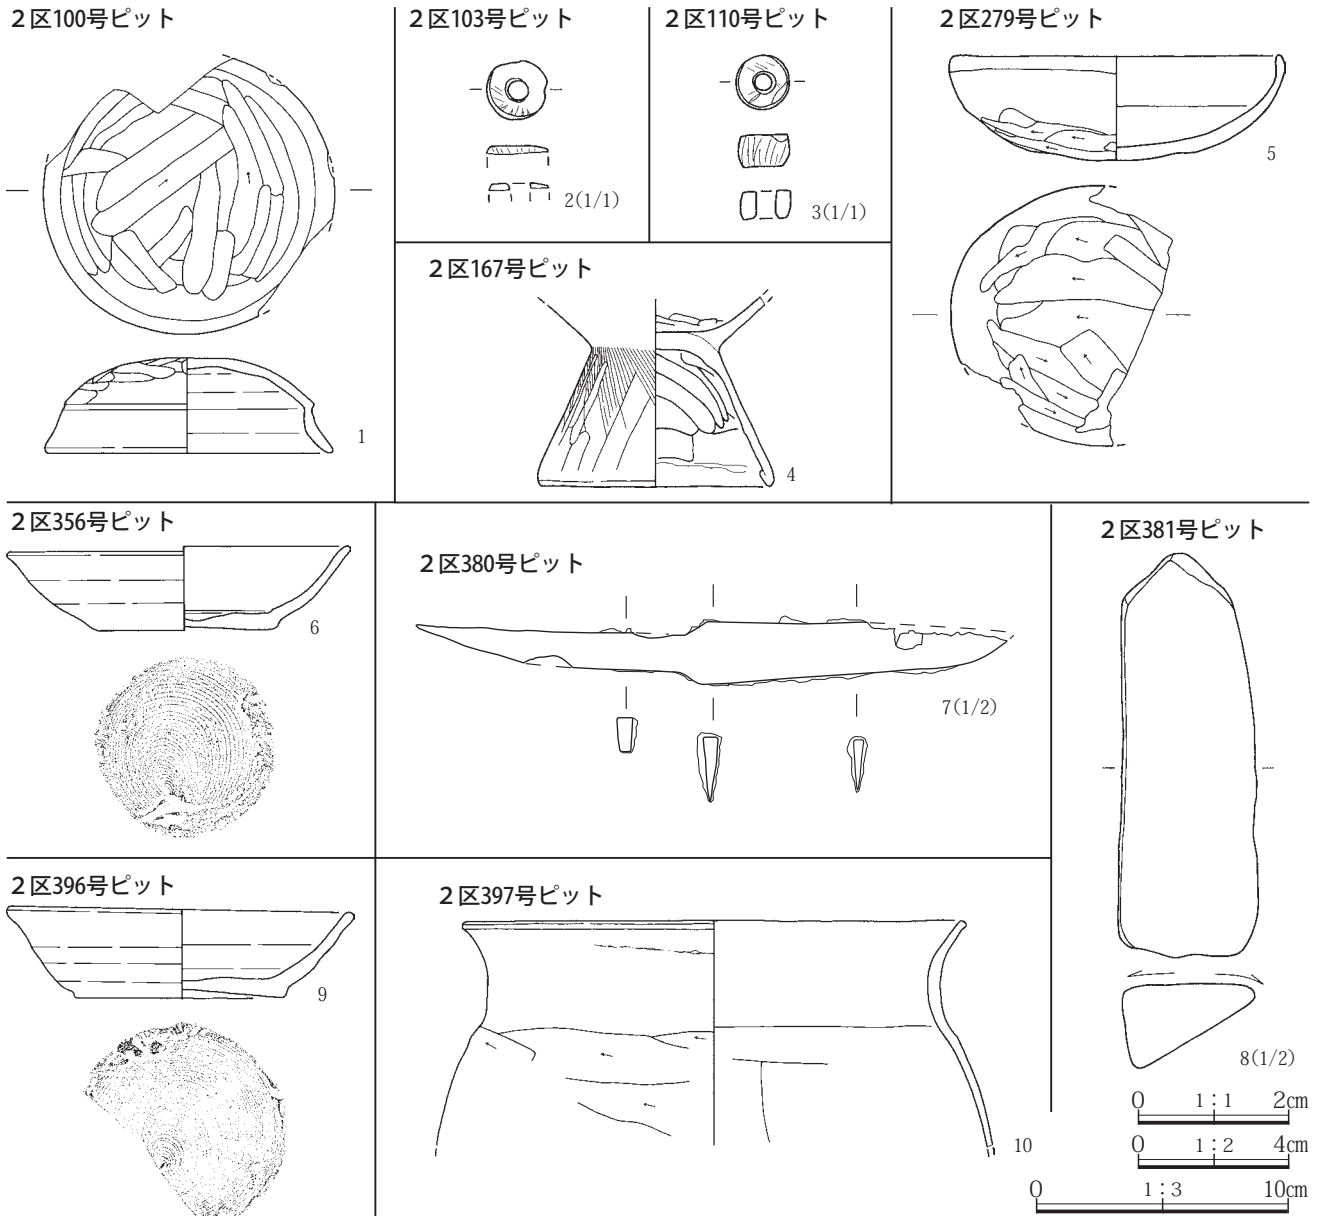 2区100号ピット
1
2区103号ピット
2(1/1)
2区110号ピット
3(1/1)
2区279号ピット
5
2区167号ピット
4
2区356号ピット
6
2区380号ピット
7(1/2)
2区381号ピット
8(1/2)
2区396号ピット
9
2区397号ピット
10
0 1:1 2cm
0 1:2 4cm
0 1:3 10cm